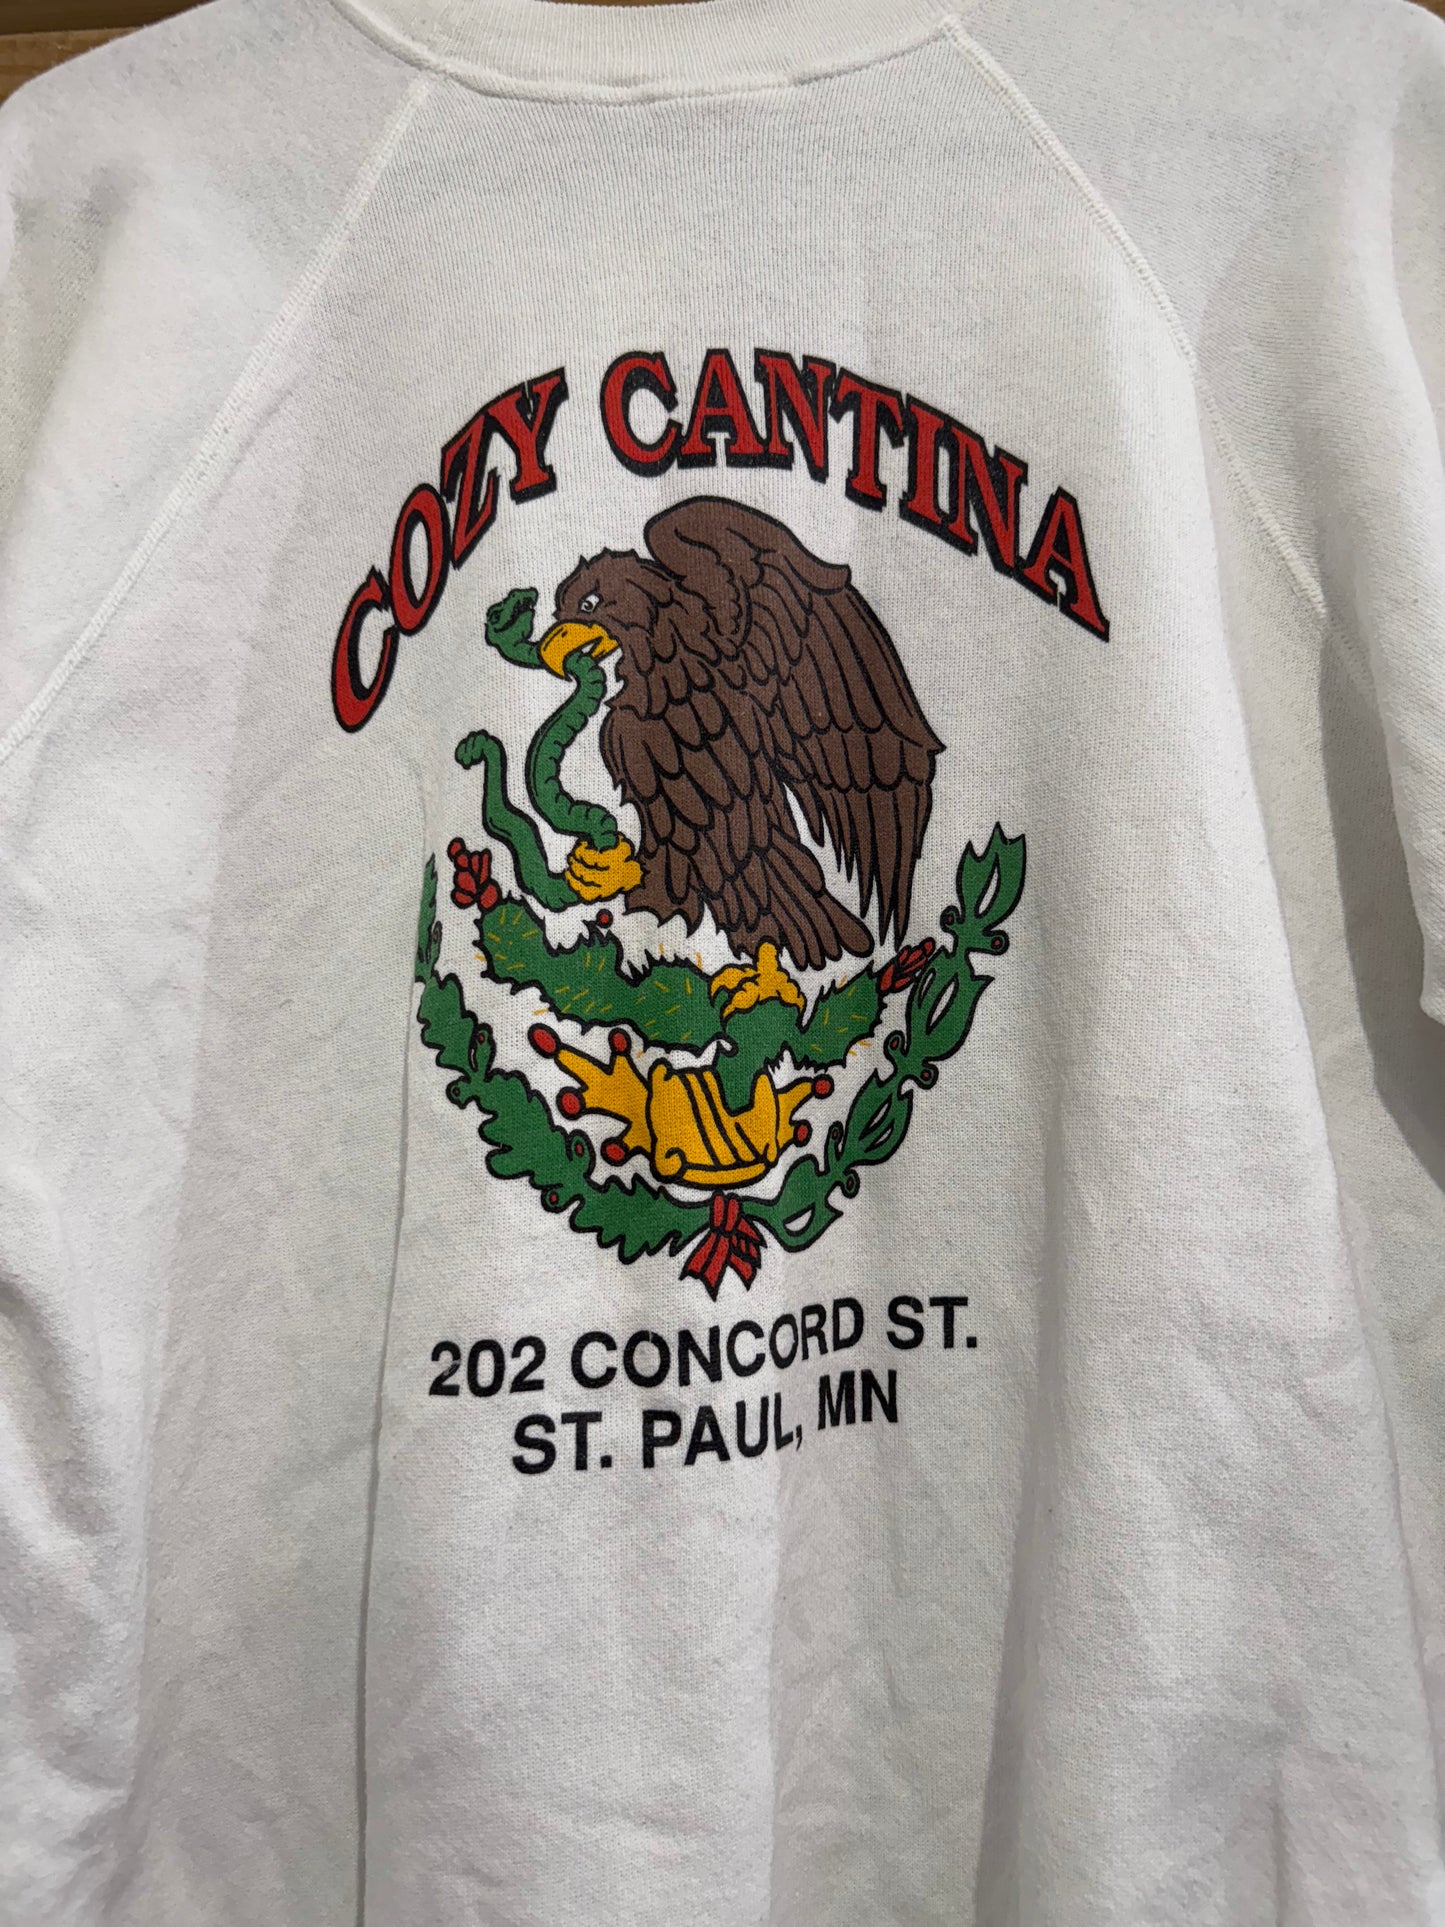 COZY CANTINA
202 CONCORD ST.
ST. PAUL, MN